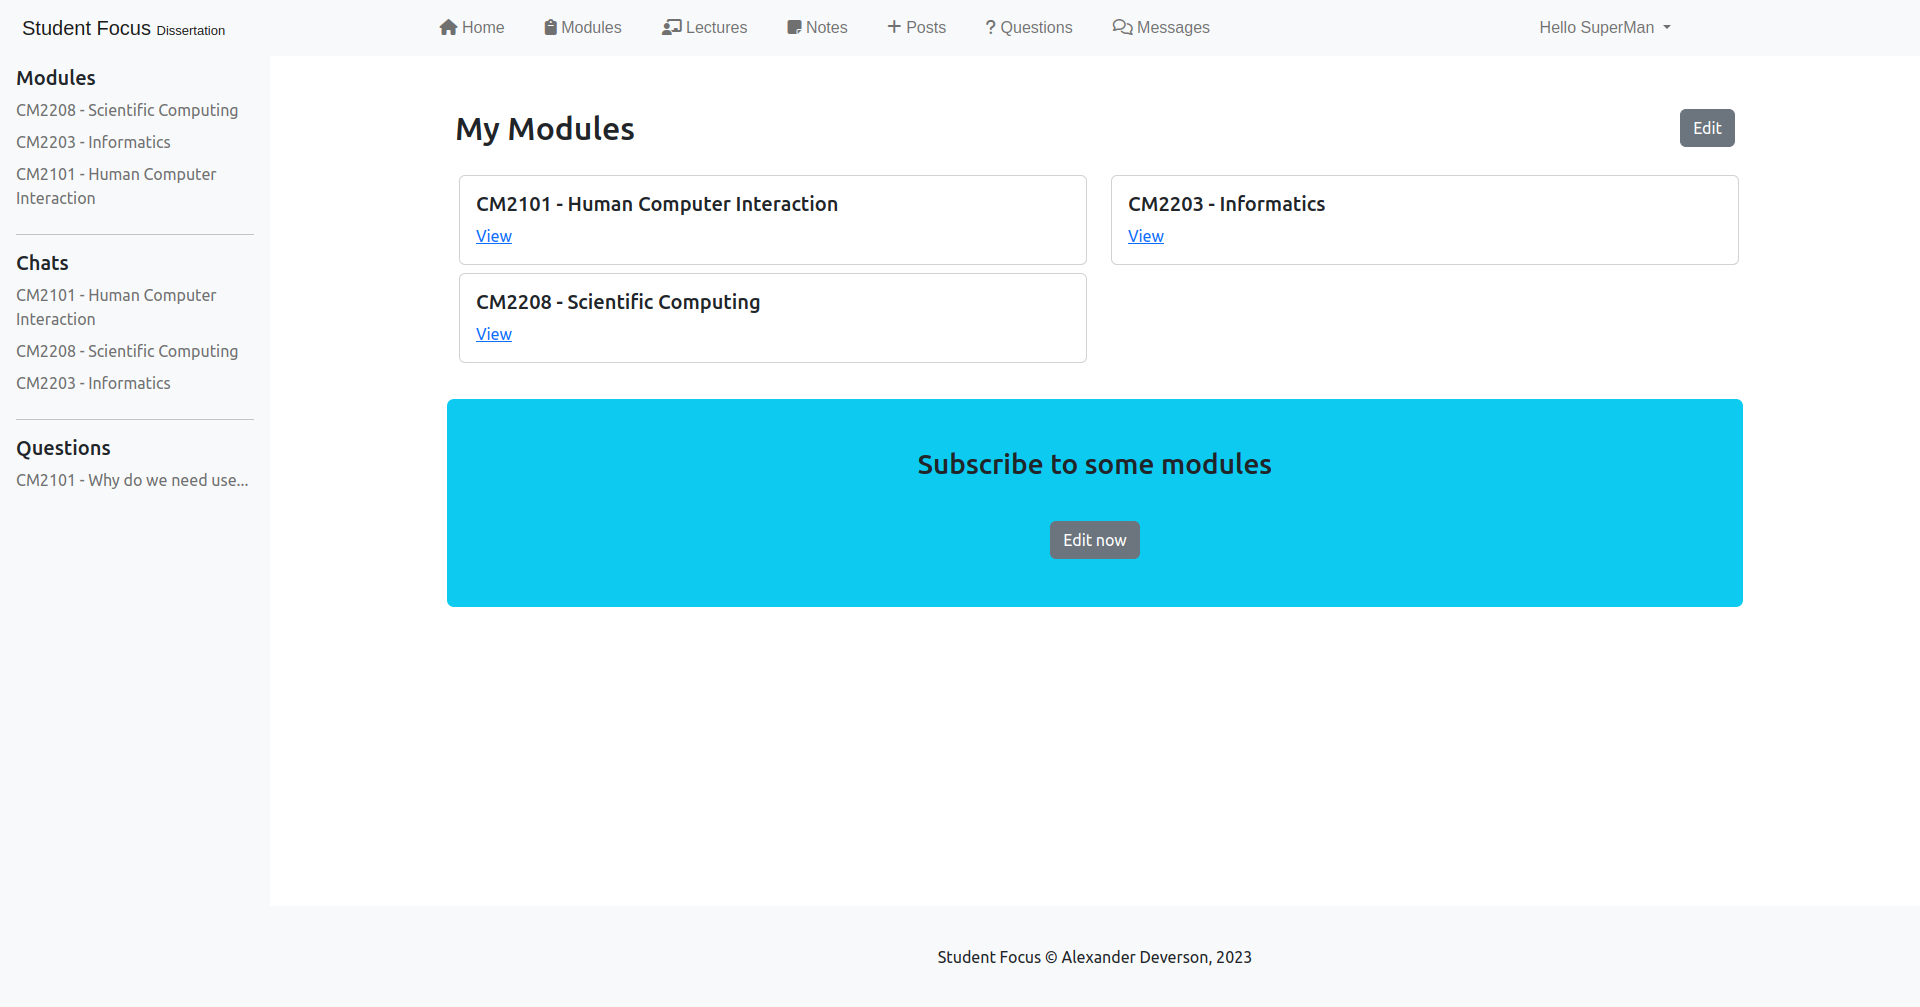 Student Focus Dissertation
Home
Modules
Lectures
Notes
Posts
Questions
Messages
Hello SuperMan
Modules
CM2208 - Scientific Computing
CM2203 - Informatics
CM2101 - Human Computer
Interaction
Chats
CM2101 - Human Computer
Interaction
CM2208 - Scientific Computing
CM2203 - Informatics
Questions
CM2101 - Why do we need use...
My Modules
Edit
CM2101 - Human Computer Interaction
View
CM2203 - Informatics
View
CM2208 - Scientific Computing
View
Subscribe to some modules
Edit now
Student Focus © Alexander Deverson, 2023